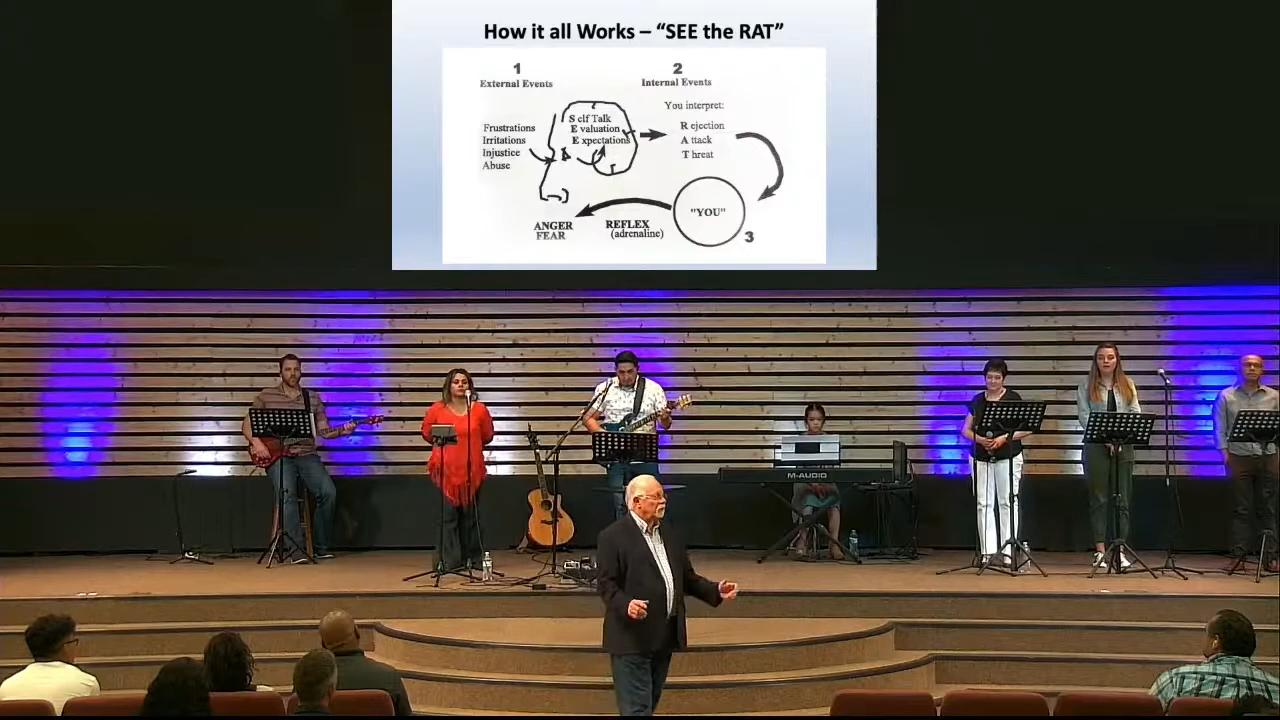 How it all Works – “SEE the RAT”
1
External Events
2
Internal Events
Frustrations
Irritations
Injustice
Abuse
S elf Talk
E valuation
E xpectations
You interpret:
R ejection
A ttack
T hreat
"YOU"
3
REFLEX
(adrenaline)
ANGER
FEAR
M-AUDIO